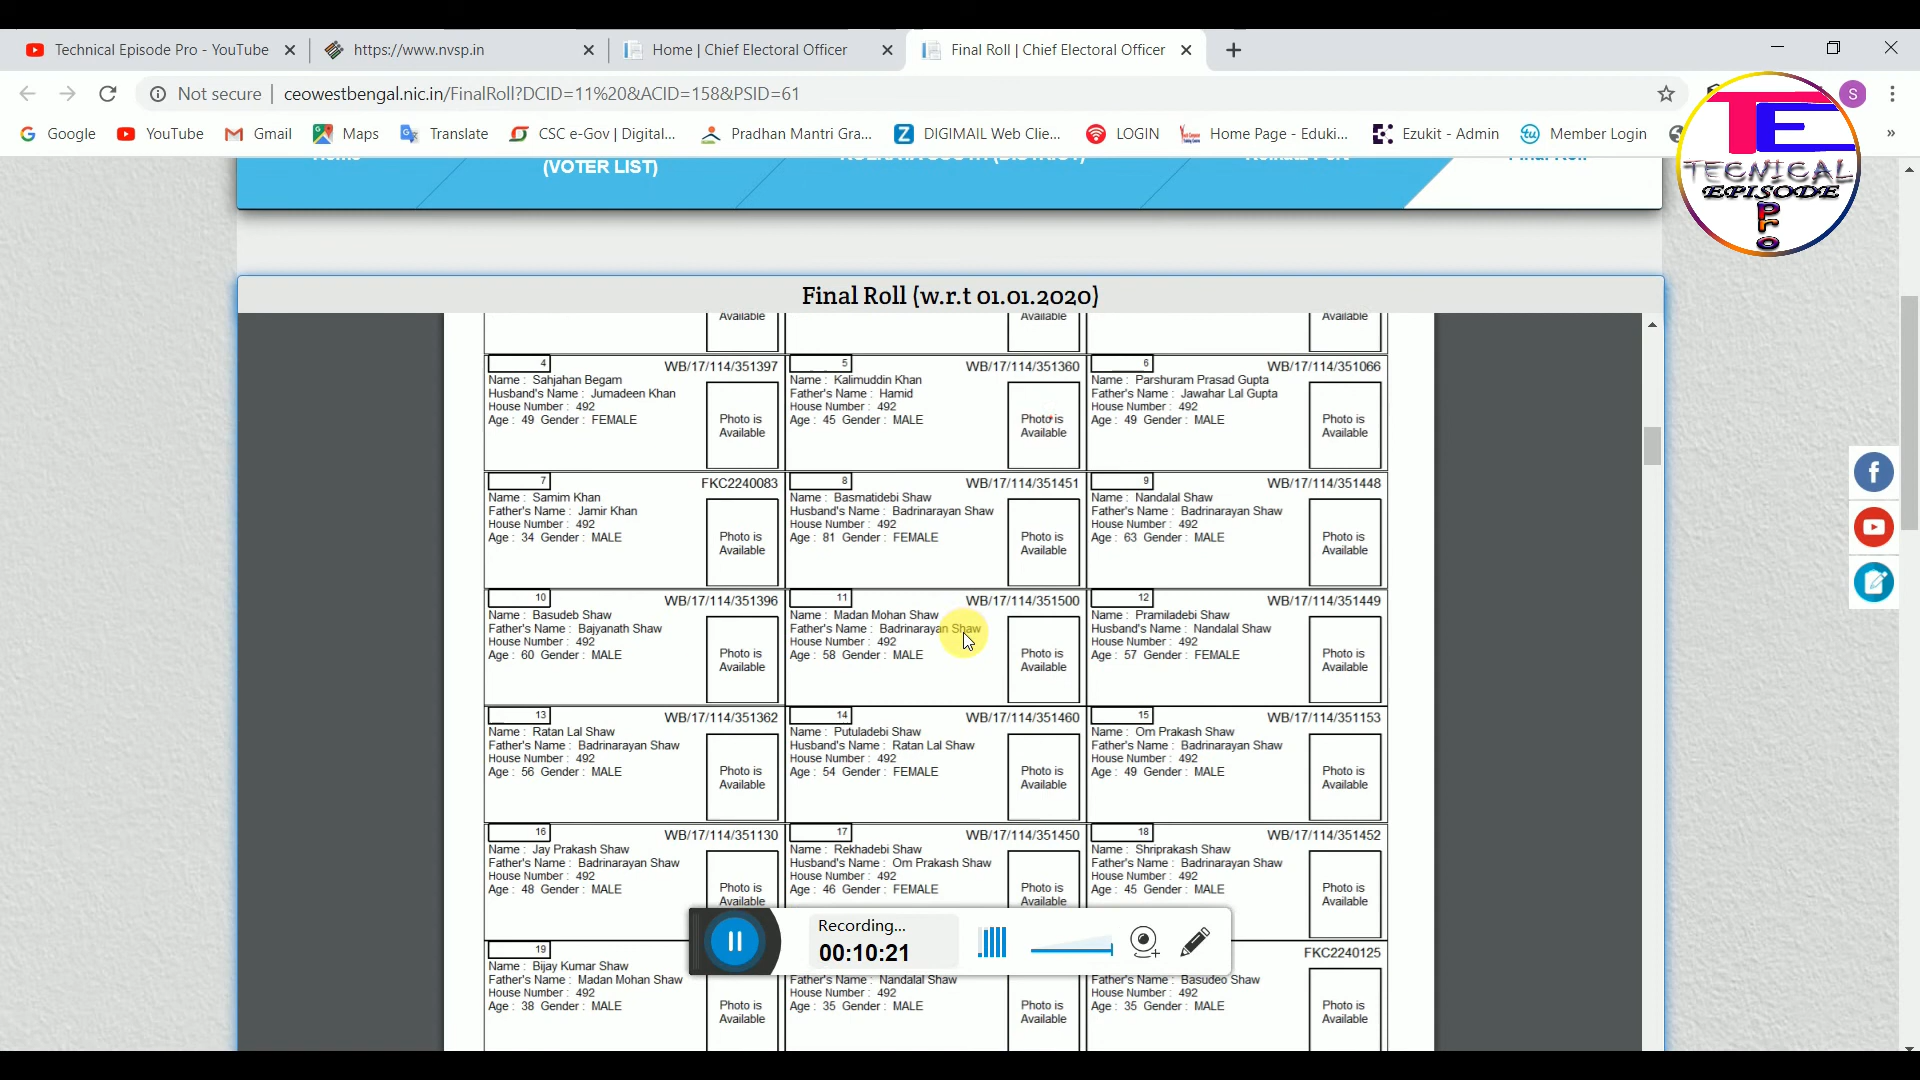 Technical Episode Pro - YouTube
https://www.nvsp.in
Home | Chief Electoral Officer
Final Roll | Chief Electoral Officer
Not secure | ceowestbengal.nic.in/FinalRoll?DCID=11%20&ACID=158&PSID=61
S
Google YouTube Gmail Maps Translate CSC e-Gov | Digital... Pradhan Mantri Gra... DIGIMAIL Web Clie... LOGIN Home Page - Eduki... Ezukit - Admin Member Login »
TE
TECNICAL
EPISODE
Pro
(VOTER LIST)
Final Roll (w.r.t 01.01.2020)
Available Available Available
4 WB/17/114/351397 5 WB/17/114/351360 6 WB/17/114/351066
Name : Sahjahan Begam Name : Kalimuddin Khan Name : Parshuram Prasad Gupta
Husband's Name : Jumadeen Khan Father's Name : Hamid Father's Name : Jawahar Lal Gupta
House Number : 492 House Number : 492 House Number : 492
Age : 49 Gender : FEMALE Age : 45 Gender : MALE Age : 49 Gender : MALE
Photo is Photo is Photo is
Available Available Available
7 FKC2240083 8 WB/17/114/351451 9 WB/17/114/351448
Name : Samim Khan Name : Basmatidebi Shaw Name : Nandalal Shaw
Father's Name : Jamir Khan Husband's Name : Badrinarayan Shaw Father's Name : Badrinarayan Shaw
House Number : 492 House Number : 492 House Number : 492
Age : 34 Gender : MALE Age : 81 Gender : FEMALE Age : 63 Gender : MALE
Photo is Photo is Photo is
Available Available Available
10 WB/17/114/351396 11 WB/17/114/351500 12 WB/17/114/351449
Name : Basudeb Shaw Name : Madan Mohan Shaw Name : Pramiladebi Shaw
Father's Name : Bajyanath Shaw Father's Name : Badrinarayan Shaw Husband's Name : Nandalal Shaw
House Number : 492 House Number : 492 House Number : 492
Age : 60 Gender : MALE Age : 58 Gender : MALE Age : 57 Gender : FEMALE
Photo is Photo is Photo is
Available Available Available
13 WB/17/114/351362 14 WB/17/114/351460 15 WB/17/114/351153
Name : Ratan Lal Shaw Name : Putuladebi Shaw Name : Om Prakash Shaw
Father's Name : Badrinarayan Shaw Husband's Name : Ratan Lal Shaw Father's Name : Badrinarayan Shaw
House Number : 492 House Number : 492 House Number : 492
Age : 56 Gender : MALE Age : 54 Gender : FEMALE Age : 49 Gender : MALE
Photo is Photo is Photo is
Available Available Available
16 WB/17/114/351130 17 WB/17/114/351450 18 WB/17/114/351452
Name : Jay Prakash Shaw Name : Rekhadebi Shaw Name : Shriprakash Shaw
Father's Name : Badrinarayan Shaw Husband's Name : Om Prakash Shaw Father's Name : Badrinarayan Shaw
House Number : 492 House Number : 492 House Number : 492
Age : 48 Gender : MALE Age : 46 Gender : FEMALE Age : 45 Gender : MALE
Photo is Photo is Photo is
Available Available Available
Recording...
00:10:21
19 FKC2240125
Name : Bijay Kumar Shaw
Father's Name : Madan Mohan Shaw Father's Name : Nandalal Shaw Father's Name : Basudeo Shaw
House Number : 492 House Number : 492 House Number : 492
Age : 38 Gender : MALE Age : 35 Gender : MALE Age : 35 Gender : MALE
Photo is Photo is Photo is
Available Available Available